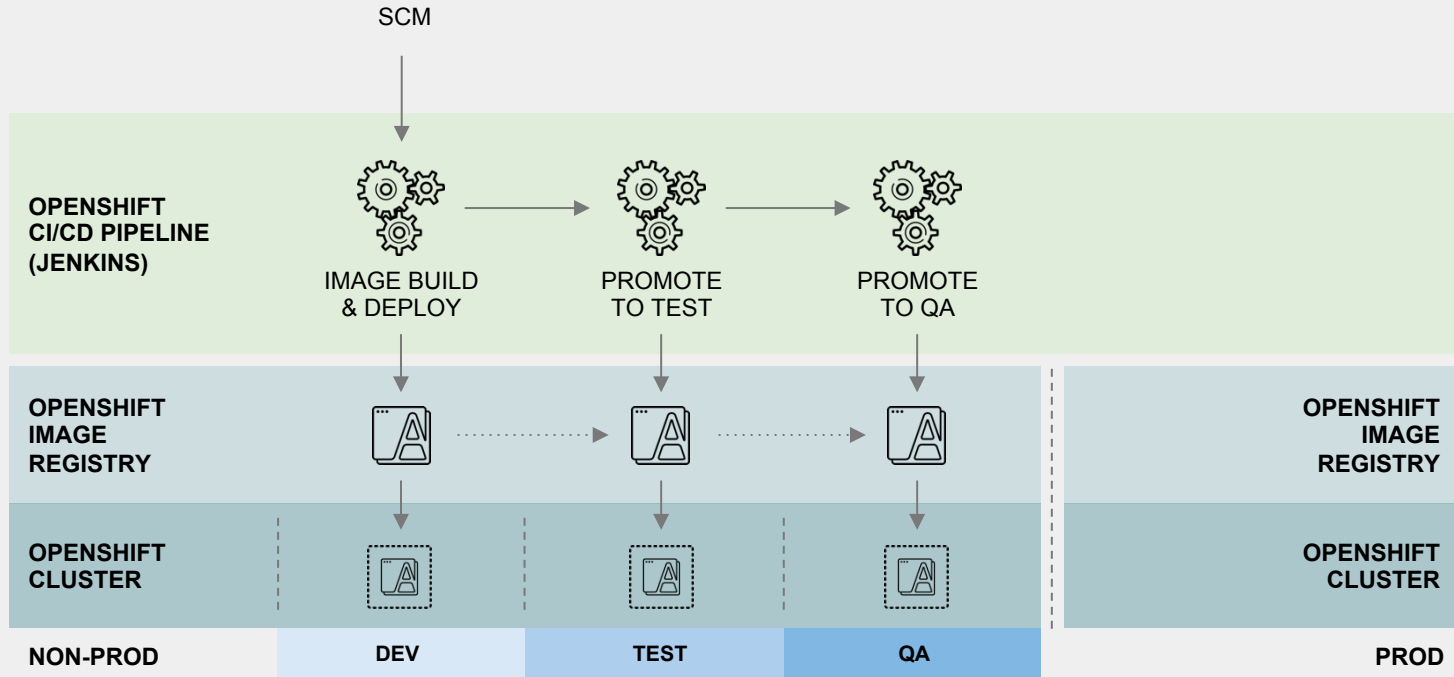 SCM
OPENSHIFT
CI/CD PIPELINE
(JENKINS)
IMAGE BUILD
& DEPLOY
PROMOTE
TO TEST
PROMOTE
TO QA
OPENSHIFT
IMAGE
REGISTRY
OPENSHIFT
IMAGE
REGISTRY
OPENSHIFT
CLUSTER
OPENSHIFT
CLUSTER
NON-PROD
DEV
TEST
QA
PROD